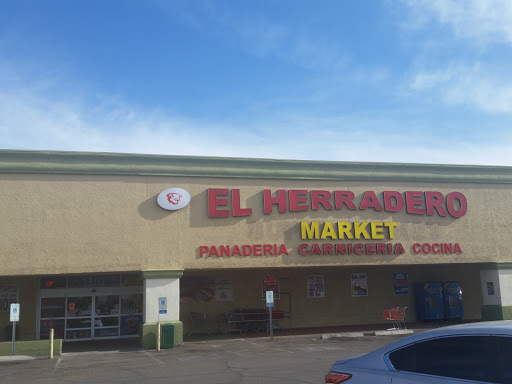 EL HERRADERO
MARKET
PANADERIA CARNICERIA COCINA